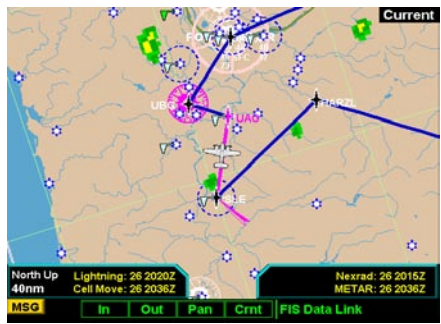 Current
UBG
UAO
HARZL
North Up
40nm
Lightning: 26 2020Z
Cell Move: 26 2036Z
Nexrad: 26 2015Z
METAR: 26 2036Z
MSG
In
Out
Pan
Crnt
FIS Data Link